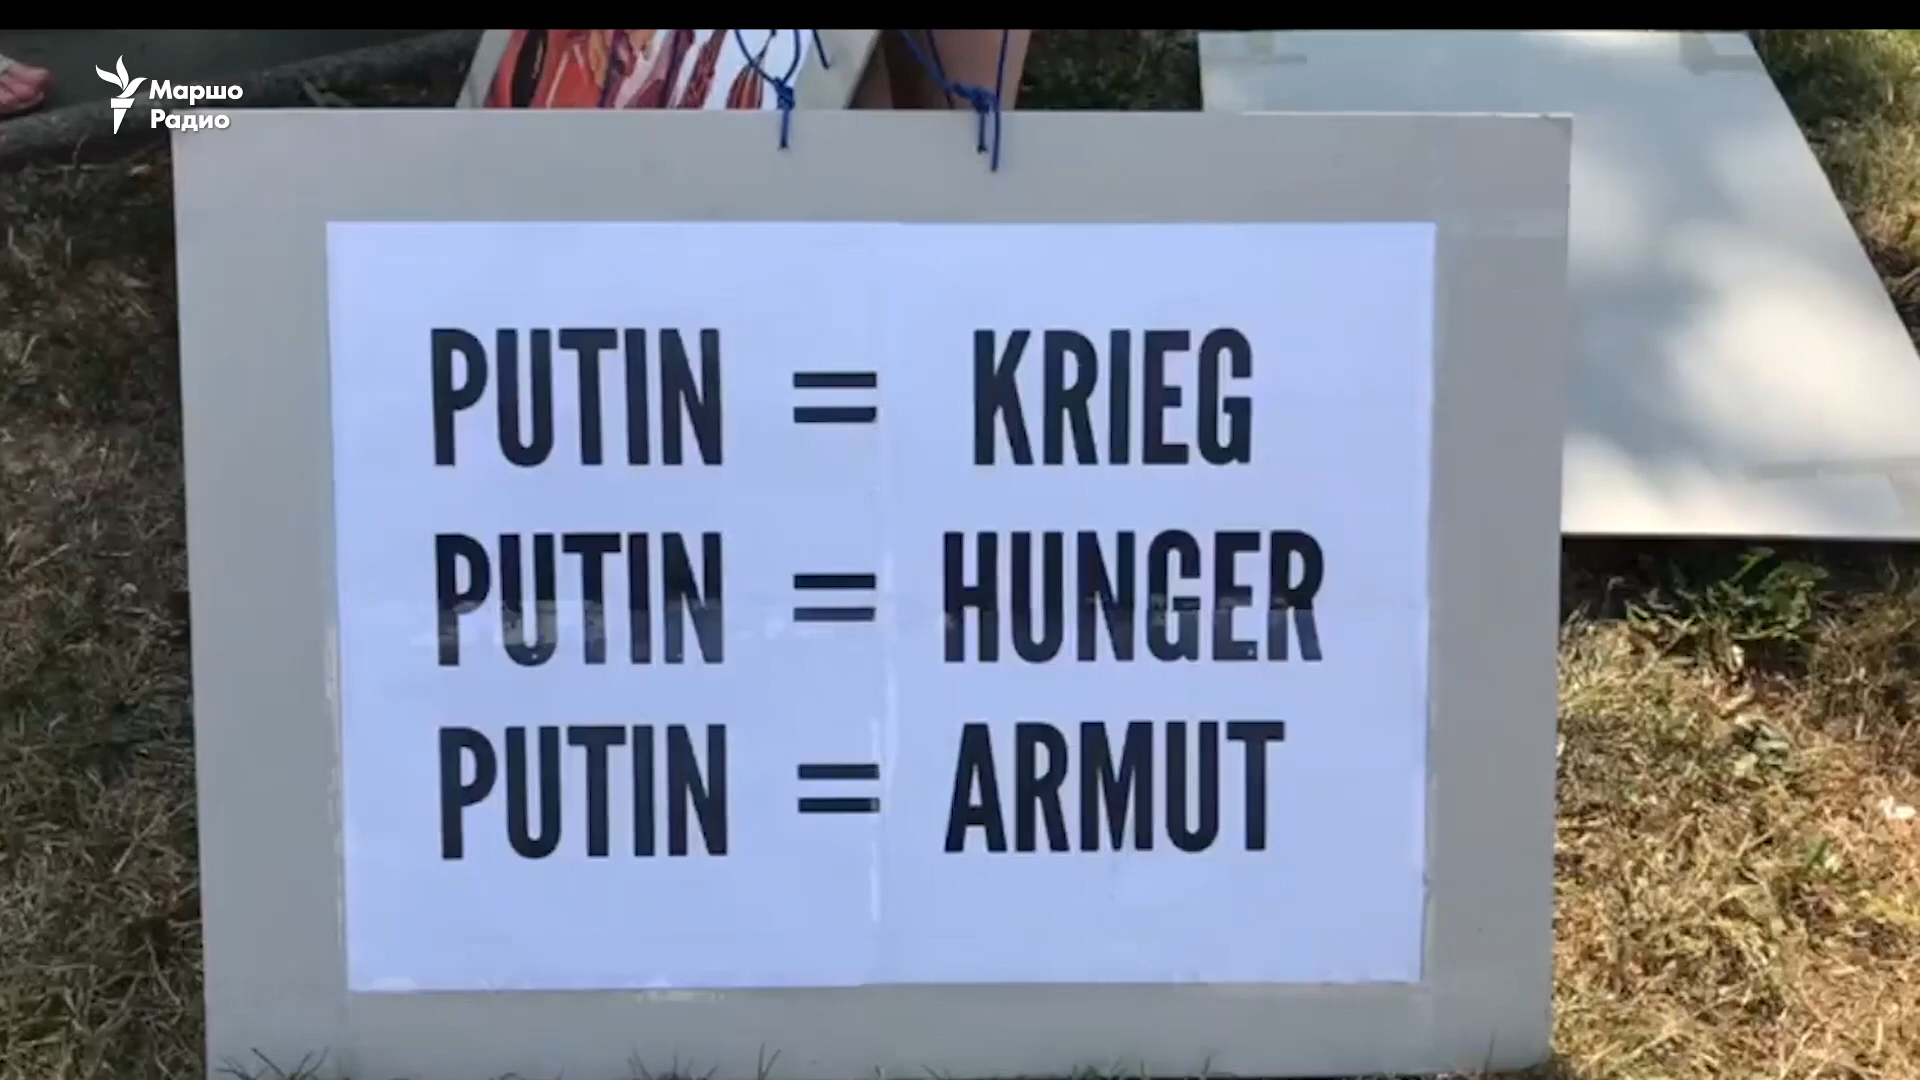 Маршо
Радио
PUTIN = KRIEG
PUTIN = HUNGER
PUTIN = ARMUT